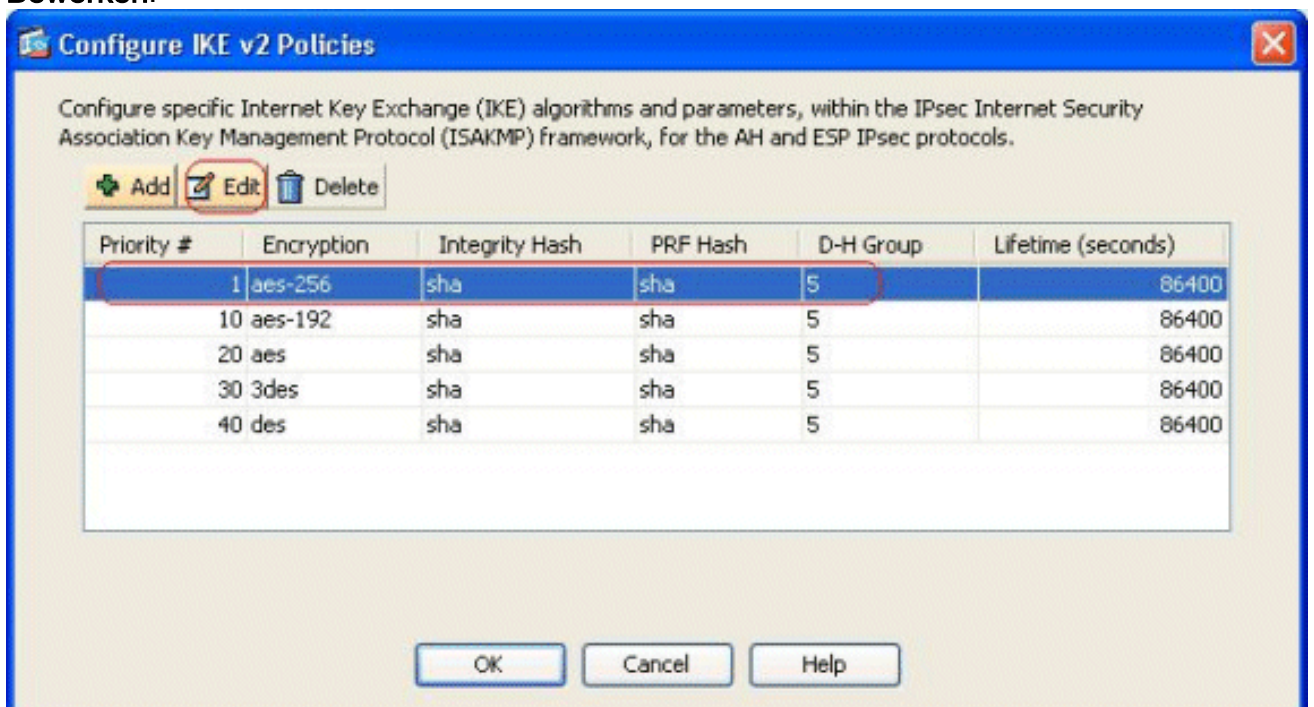 Bewerken.
Configure IKE v2 Policies
Configure specific Internet Key Exchange (IKE) algorithms and parameters, within the IPsec Internet Security
Association Key Management Protocol (ISAKMP) framework, for the AH and ESP IPsec protocols.
Add Edit Delete
Priority # Encryption Integrity Hash PRF Hash D-H Group Lifetime (seconds)
1 aes-256 sha sha 5 86400
10 aes-192 sha sha 5 86400
20 aes sha sha 5 86400
30 3des sha sha 5 86400
40 des sha sha 5 86400
OK Cancel Help